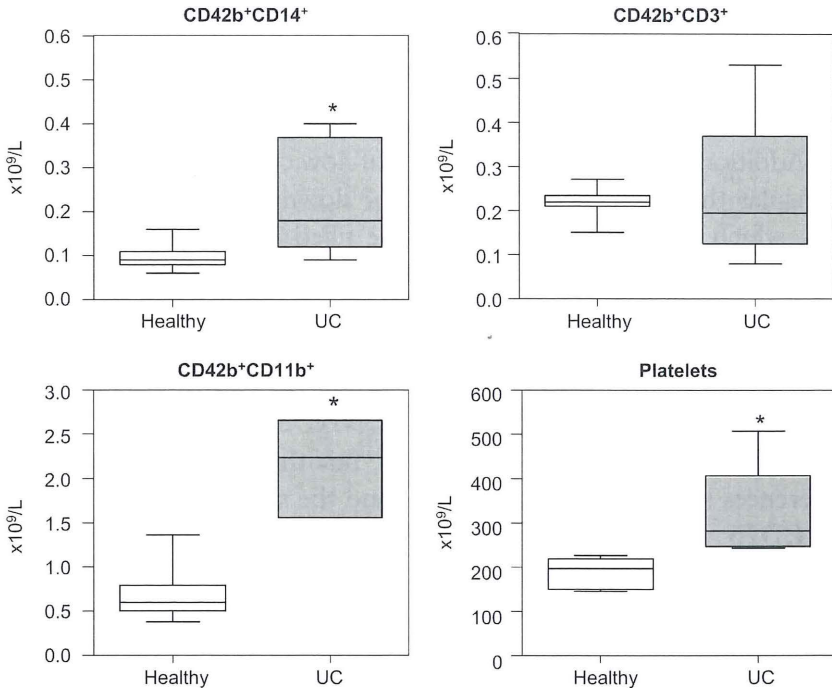 CD42b⁺CD14⁺
0.6
0.5
0.4
0.3
0.2
0.1
0.0
x10⁹/L
*
Healthy
UC
CD42b⁺CD3⁺
0.6
0.5
0.4
0.3
0.2
0.1
0.0
x10⁹/L
Healthy
UC
CD42b⁺CD11b⁺
3.0
2.5
2.0
1.5
1.0
0.5
0.0
x10⁹/L
*
Healthy
UC
Platelets
600
500
400
300
200
100
0
x10⁹/L
*
Healthy
UC